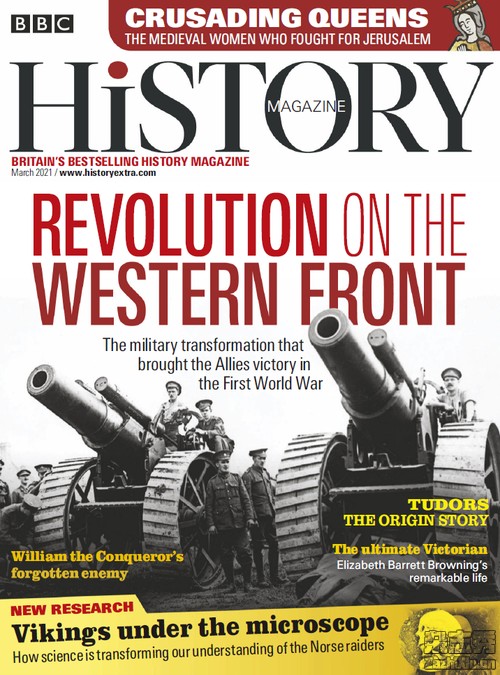 BBC
CRUSADING QUEENS
THE MEDIEVAL WOMEN WHO FOUGHT FOR JERUSALEM
HiSTORY
MAGAZINE
BRITAIN'S BESTSELLING HISTORY MAGAZINE
March 2021 / www.historyextra.com
REVOLUTION ON THE
WESTERN FRONT
The military transformation that
brought the Allies victory in
the First World War
TUDORS
THE ORIGIN STORY
William the Conqueror's
forgotten enemy
The ultimate Victorian
Elizabeth Barrett Browning's
remarkable life
NEW RESEARCH
Vikings under the microscope
How science is transforming our understanding of the Norse raiders